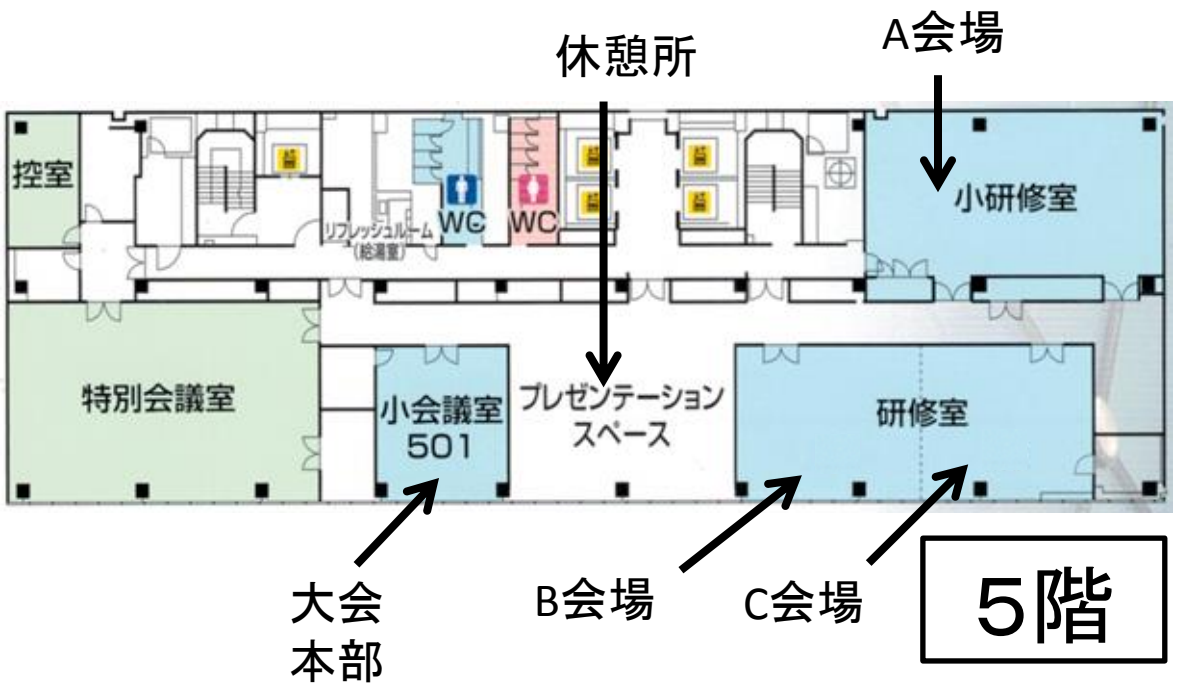 休憩所
A会場
控室
リフレッシュルーム
(給湯室)
WC
WC
小研修室
特別会議室
小会議室
501
プレゼンテーション
スペース
研修室
大会
本部
B会場
C会場
5階